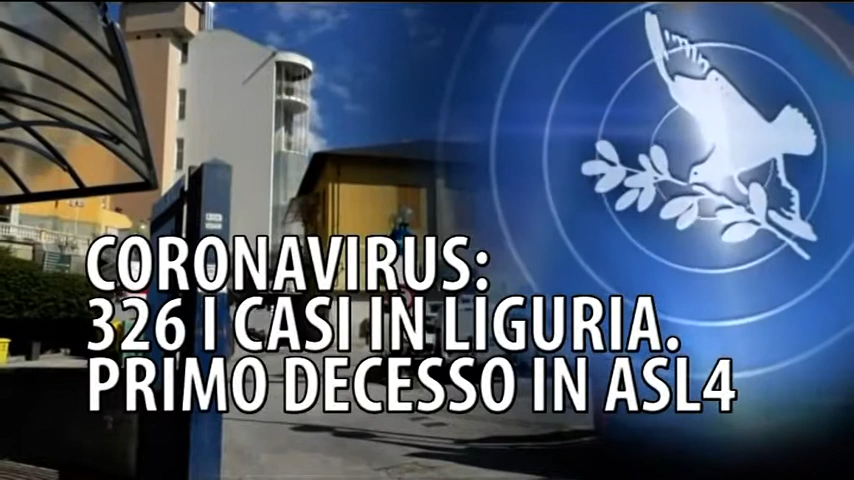 CORONAVIRUS:
326 I CASI IN LIGURIA.
PRIMO DECESSO IN ASL4